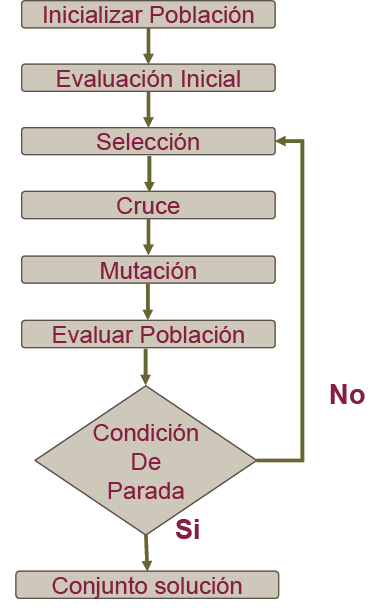 Inicializar Población
Evaluación Inicial
Selección
Cruce
Mutación
Evaluar Población
Condición
De
Parada
No
Si
Conjunto solución